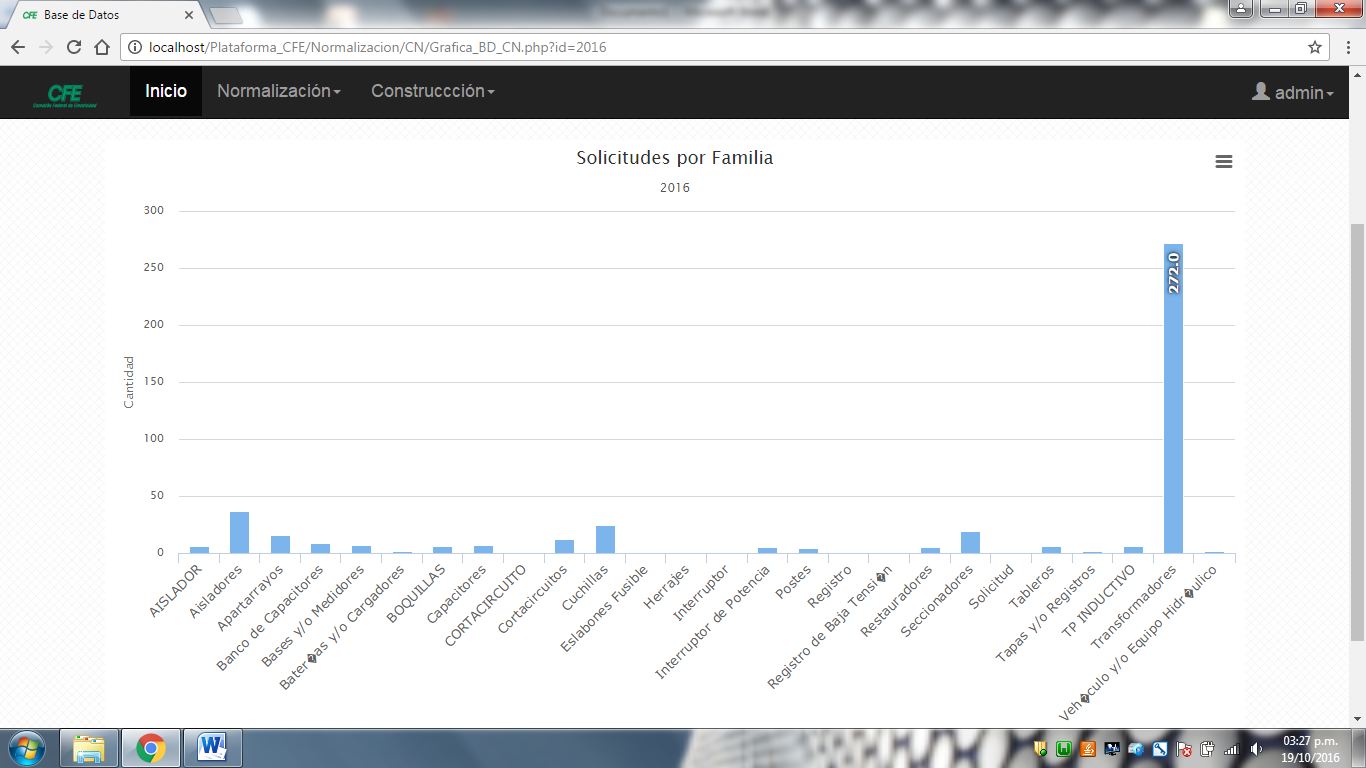 Base de Datos
localhost/Plataforma_CFE/Normalizacion/CN/Grafica_BD_CN.php?id=2016
CFE
Inicio
Normalización
Construccción
admin
Solicitudes por Familia
2016
300
250
200
150
100
50
0
Cantidad
272.0
AISLADOR
Aisladores
Apartarrayos
Banco de Capacitores
Bases y/o Medidores
Bater�as y/o Cargadores
BOQUILLAS
Capacitores
CORTACIRCUITO
Cortacircuitos
Cuchillas
Eslabones Fusible
Herrajes
Interruptor
Interruptor de Potencia
Postes
Registro
Registro de Baja Tensi�n
Restauradores
Seccionadores
Solicitud
Tableros
Tapas y/o Registros
TP INDUCTIVO
Transformadores
Veh�culo y/o Equipo Hidr�ulico
03:27 p.m.
19/10/2016